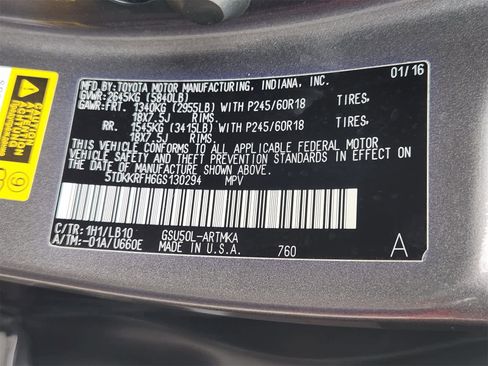 MFD.BY:TOYOTA MOTOR MANUFACTURING, INDIANA, INC. 01/16
GVWR:2645KG (5840LB)
GAWR:FRT. 1340KG (2955LB) WITH P245/60R18 TIRES,
18X7.5J RIMS.
RR. 1545KG (3415LB) WITH P245/60R18 TIRES,
18X7.5J RIMS.
THIS VEHICLE CONFORMS TO ALL APPLICABLE FEDERAL MOTOR
VEHICLE SAFETY AND THEFT PREVENTION STANDARDS IN EFFECT ON
THE DATE OF MANUFACTURE SHOWN ABOVE.
5TDKKRFH6GS130294 MPV
C/TR:1H1/LB10 GSU50L-ARTMKA
A/TM:-01A/U660E MADE IN U.S.A. 760 A
CAUTION